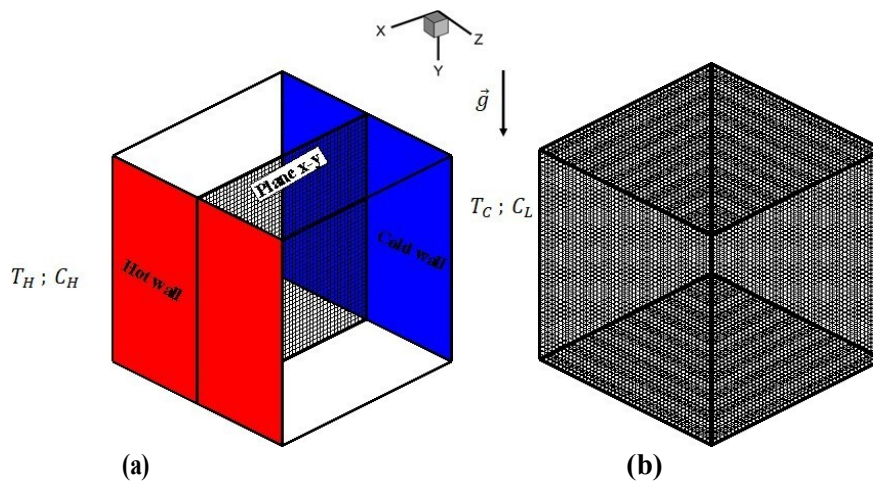 X
Z
Y
g⃗
Plane x-y
T_C ; C_L
Cold wall
Hot wall
T_H ; C_H
(a)
(b)